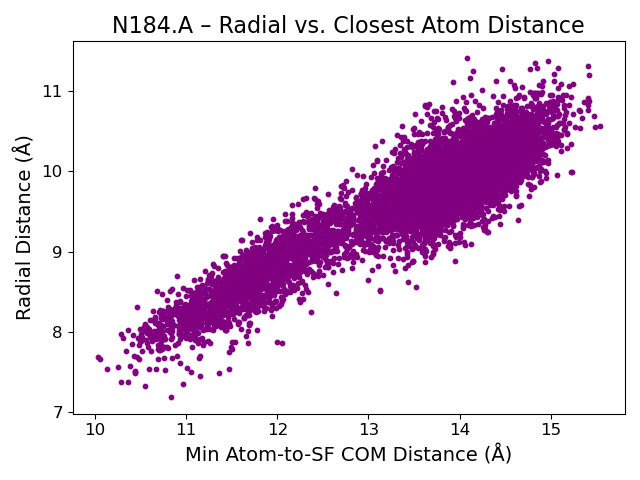 N184.A – Radial vs. Closest Atom Distance
11
10
9
8
7
Radial Distance (Å)
10 11 12 13 14 15
Min Atom-to-SF COM Distance (Å)